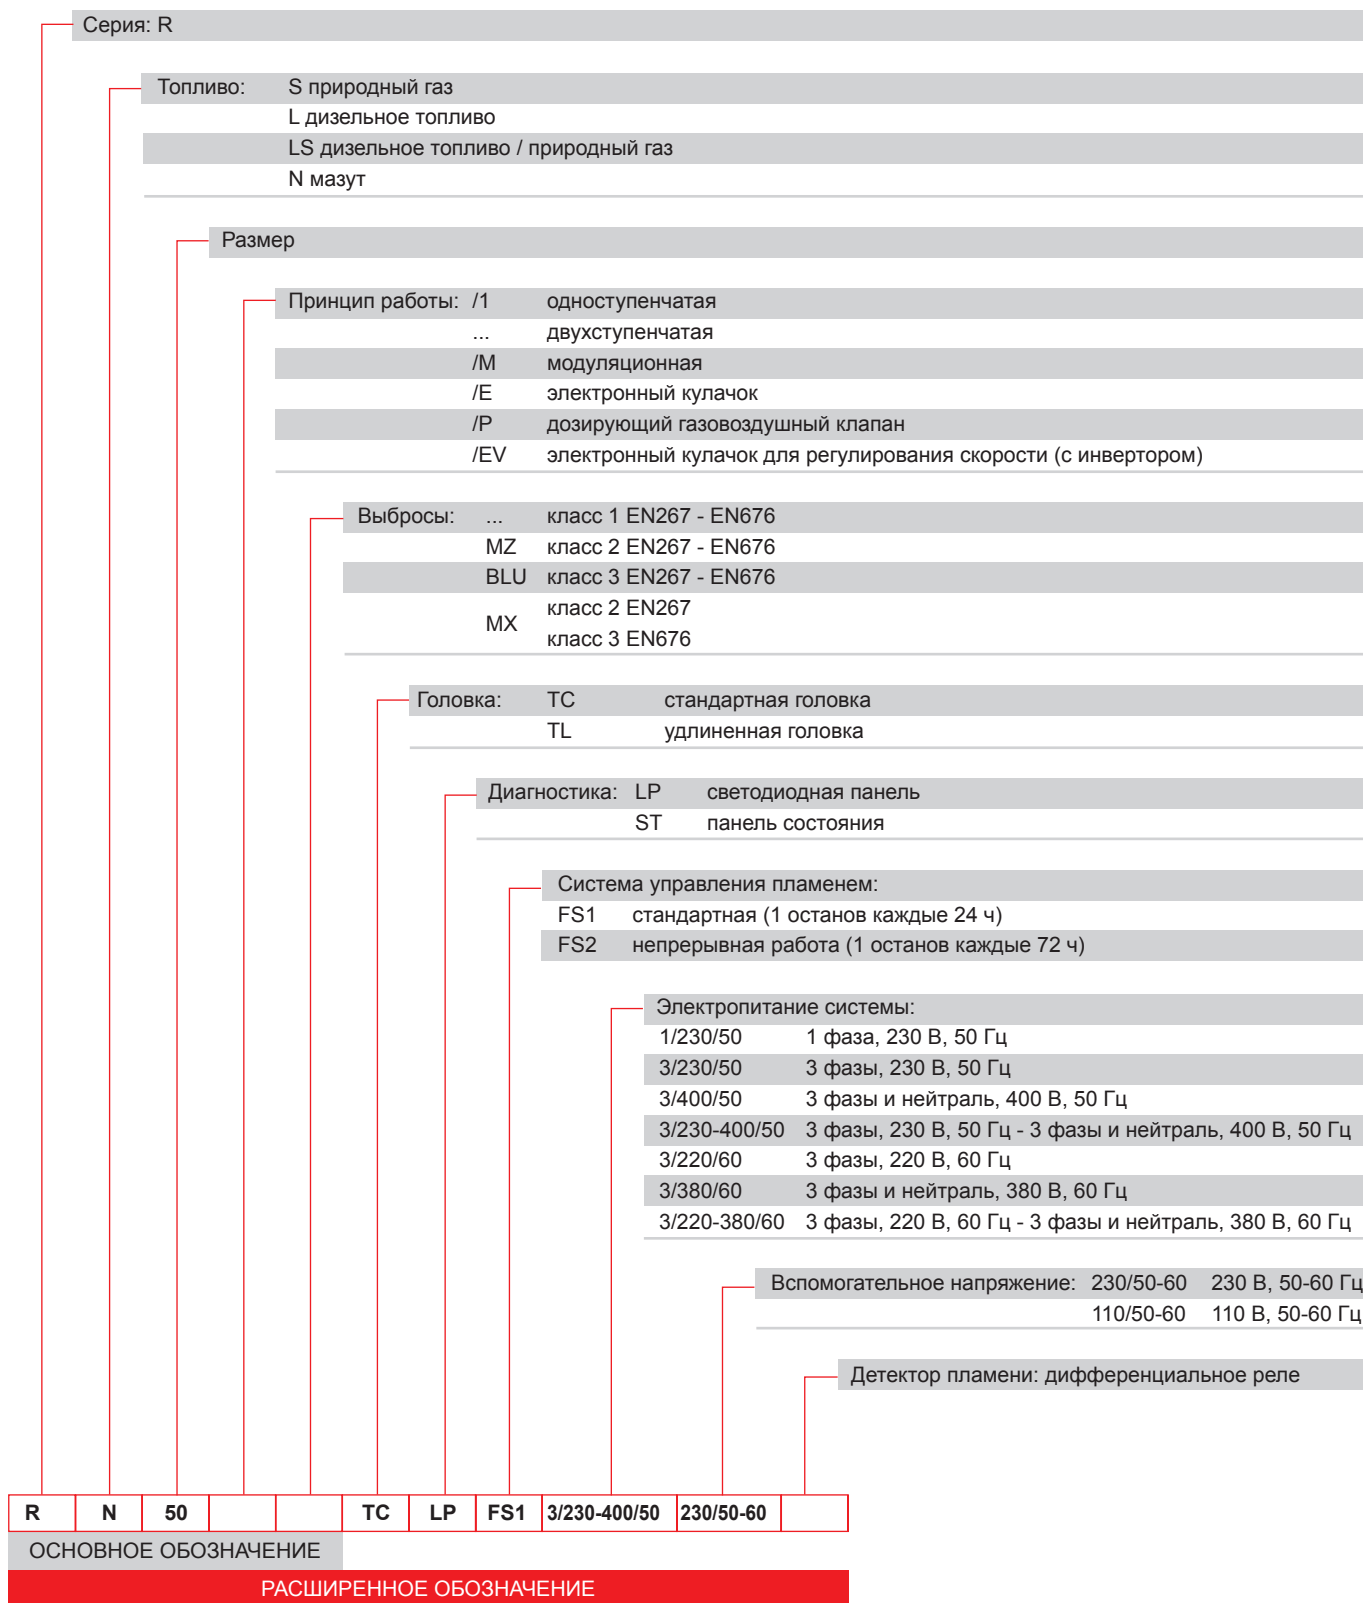 Серия: R
Топливо: S природный газ
L дизельное топливо
LS дизельное топливо / природный газ
N мазут
Размер
Принцип работы: /1 одноступенчатая
... двухступенчатая
/M модуляционная
/E электронный кулачок
/P дозирующий газовоздушный клапан
/EV электронный кулачок для регулирования скорости (с инвертором)
Выбросы: ... класс 1 EN267 - EN676
MZ класс 2 EN267 - EN676
BLU класс 3 EN267 - EN676
MX класс 2 EN267
класс 3 EN676
Головка: TC стандартная головка
TL удлиненная головка
Диагностика: LP светодиодная панель
ST панель состояния
Система управления пламенем:
FS1 стандартная (1 останов каждые 24 ч)
FS2 непрерывная работа (1 останов каждые 72 ч)
Электропитание системы:
1/230/50 1 фаза, 230 В, 50 Гц
3/230/50 3 фазы, 230 В, 50 Гц
3/400/50 3 фазы и нейтраль, 400 В, 50 Гц
3/230-400/50 3 фазы, 230 В, 50 Гц - 3 фазы и нейтраль, 400 В, 50 Гц
3/220/60 3 фазы, 220 В, 60 Гц
3/380/60 3 фазы и нейтраль, 380 В, 60 Гц
3/220-380/60 3 фазы, 220 В, 60 Гц - 3 фазы и нейтраль, 380 В, 60 Гц
Вспомогательное напряжение: 230/50-60 230 В, 50-60 Гц
110/50-60 110 В, 50-60 Гц
Детектор пламени: дифференциальное реле
R N 50 TC LP FS1 3/230-400/50 230/50-60
ОСНОВНОЕ ОБОЗНАЧЕНИЕ
РАСШИРЕННОЕ ОБОЗНАЧЕНИЕ